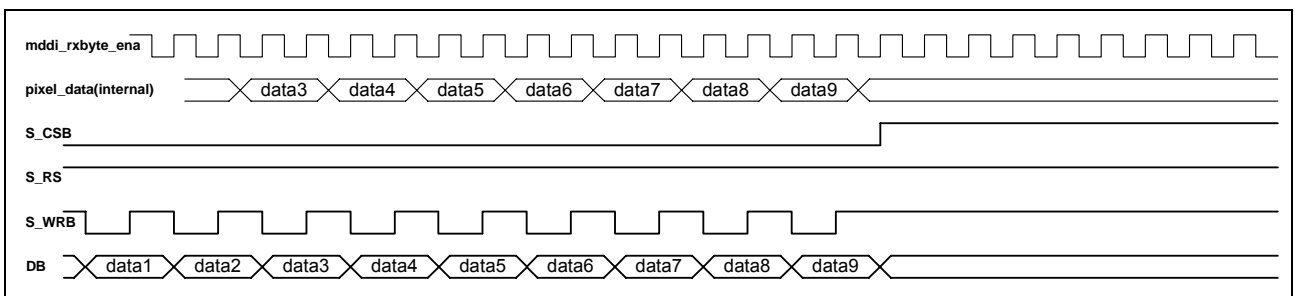 mddi_rxbyte_ena
pixel_data(internal) data3 data4 data5 data6 data7 data8 data9
S_CSB
S_RS
S_WRB
DB data1 data2 data3 data4 data5 data6 data7 data8 data9